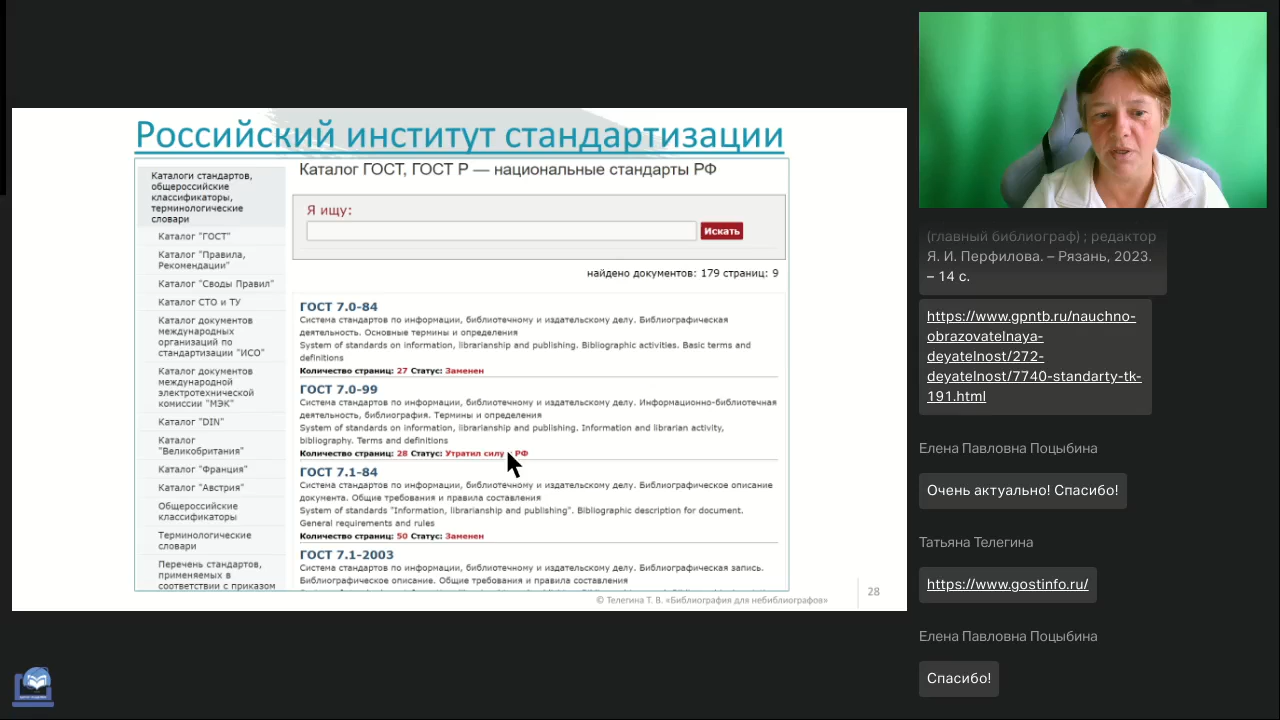 Российский институт стандартизации
Каталоги стандартов,
общероссийские
классификаторы,
терминологические
словари
Каталог "ГОСТ"
Каталог "Правила,
Рекомендации"
Каталог "Своды Правил"
Каталог СТО и ТУ
Каталог документов
международных
организаций по
стандартизации "ИСО"
Каталог документов
международной
электротехнической
комиссии "МЭК"
Каталог "DIN"
Каталог
"Великобритания"
Каталог "Франция"
Каталог "Австрия"
Общероссийские
классификаторы
Терминологические
словари
Перечень стандартов,
применяемых в
соответствии с приказом
Каталог ГОСТ, ГОСТ Р — национальные стандарты РФ
Я ищу:
Искать
найдено документов: 179 страниц: 9
ГОСТ 7.0-84
Система стандартов по информации, библиотечному и издательскому делу. Библиографическая
деятельность. Основные термины и определения
System of standards on information, librarianship and publishing. Bibliographic activities. Basic terms and
definitions
Количество страниц: 27 Статус: Заменен
ГОСТ 7.0-99
Система стандартов по информации, библиотечному и издательскому делу. Информационно-библиотечная
деятельность, библиография. Термины и определения
System of standards on information, librarianship and publishing. Information and librarian activity,
bibliography. Terms and definitions
Количество страниц: 28 Статус: Утратил силу РФ
ГОСТ 7.1-84
Система стандартов по информации, библиотечному и издательскому делу. Библиографическое описание
документа. Общие требования и правила составления
System of standards "Information, librarianship and publishing". Bibliographic description for document.
General requirements and rules
Количество страниц: 50 Статус: Заменен
ГОСТ 7.1-2003
Система стандартов по информации, библиотечному и издательскому делу. Библиографическая запись.
Библиографическое описание. Общие требования и правила составления
© Телегина Т. В. «Библиография для небиблиографов»
28
(главный библиограф) ; редактор
Я. И. Перфилова. – Рязань, 2023.
– 14 с.
https://www.gpntb.ru/nauchno-
obrazovatelnaya-
deyatelnost/272-
deyatelnost/7740-standarty-tk-
191.html
Елена Павловна Поцыбина
Очень актуально! Спасибо!
Татьяна Телегина
https://www.gostinfo.ru/
Елена Павловна Поцыбина
Спасибо!